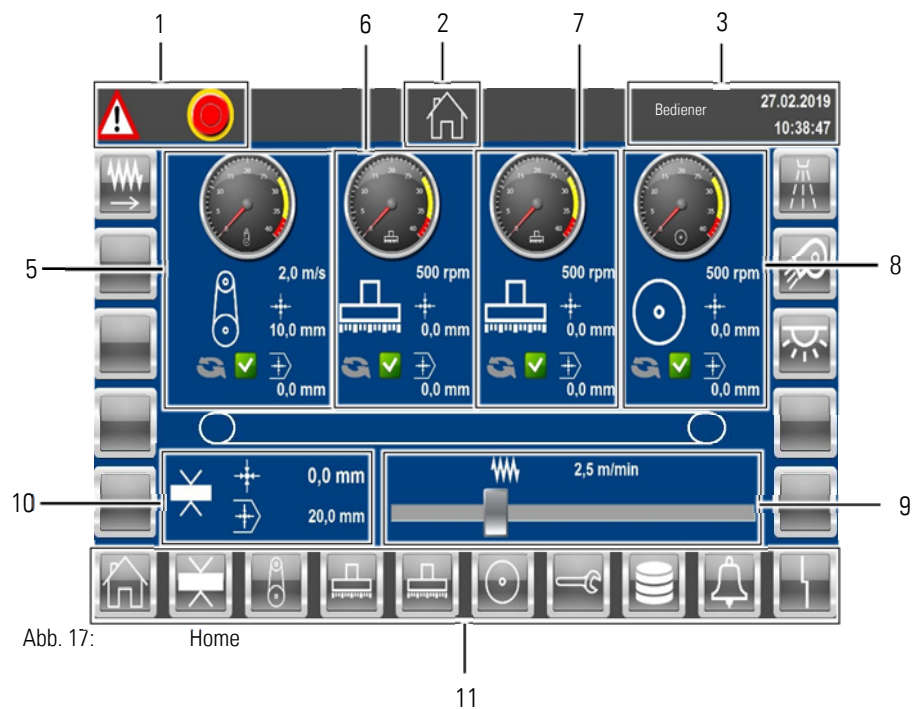 1 6 2 7 3
Bediener
27.02.2019
10:38:47
5
2,0 m/s
10,0 mm
0,0 mm
500 rpm
0,0 mm
0,0 mm
500 rpm
0,0 mm
0,0 mm
500 rpm
0,0 mm
0,0 mm
8
10
0,0 mm
20,0 mm
2,5 m/min
9
Abb. 17: Home
11